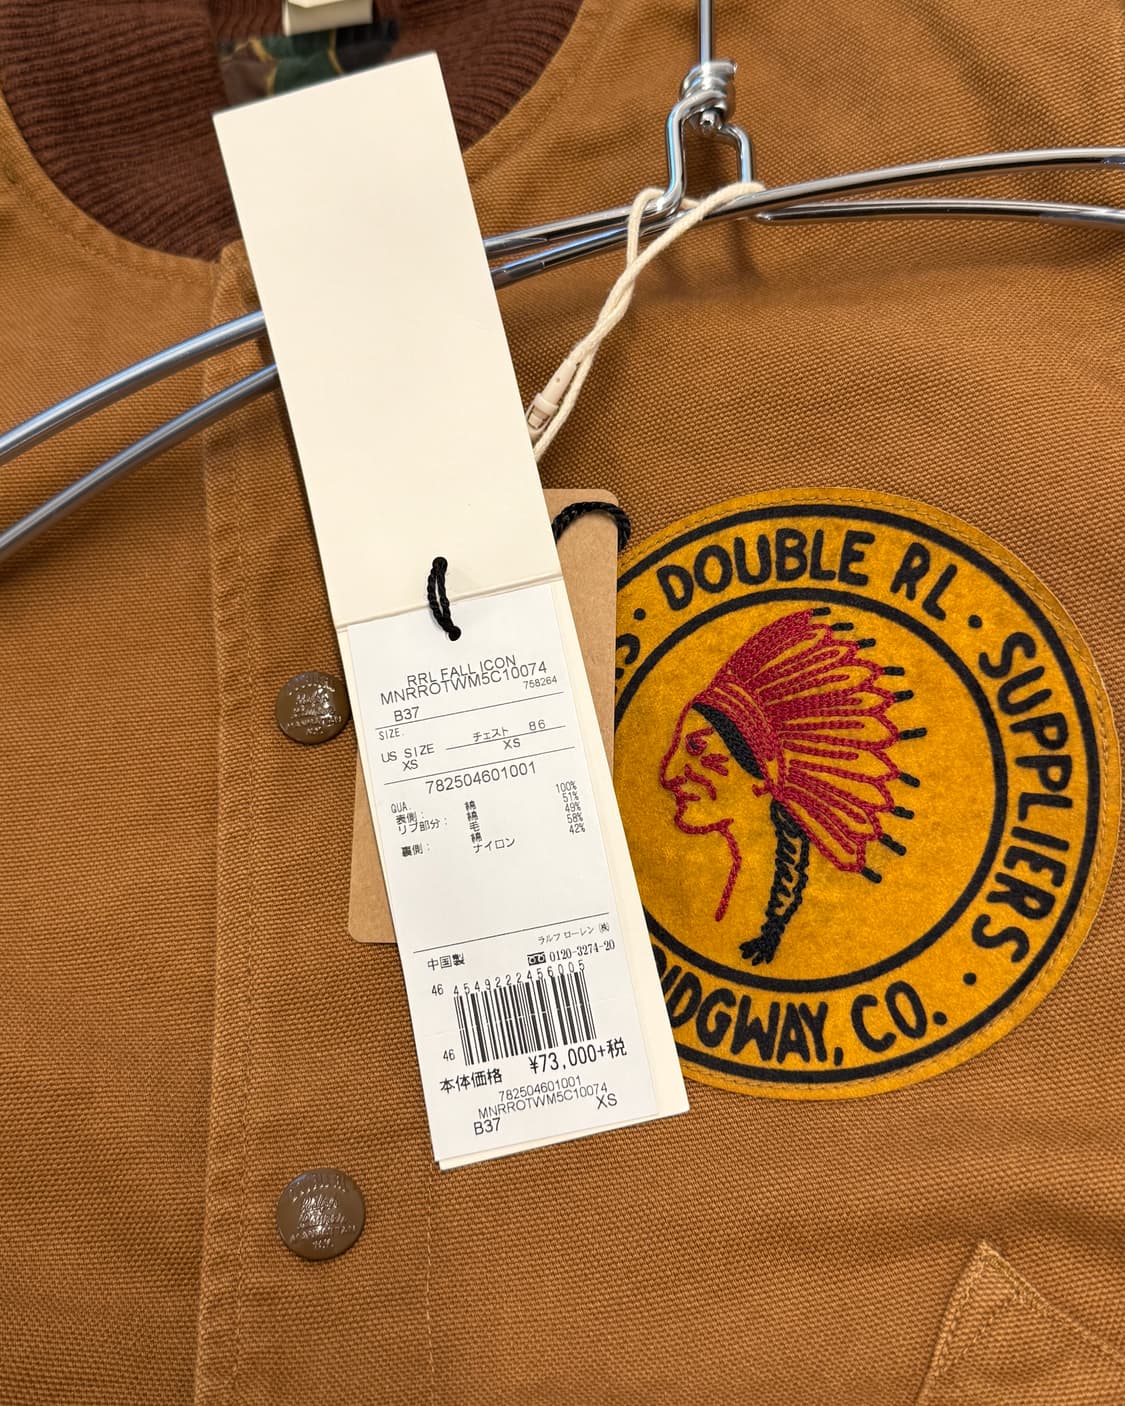 RRL FALL ICON
MNRROTWM5C10074
758264
B37
SIZE.
チェスト 86
US SIZE XS
XS
782504601001
QUA.
表側: 綿 100%
リブ部分: 綿 51%
毛 49%
裏側: 綿 58%
ナイロン 42%
ラルフ ローレン ㈱
中国製 0120-3274-20
46 4549222456005
46
本体価格 ¥73,000+税
782504601001
MNRROTWM5C10074
B37 XS
· DOUBLE RL · SUPPLIERS ·
RIDGWAY, CO.